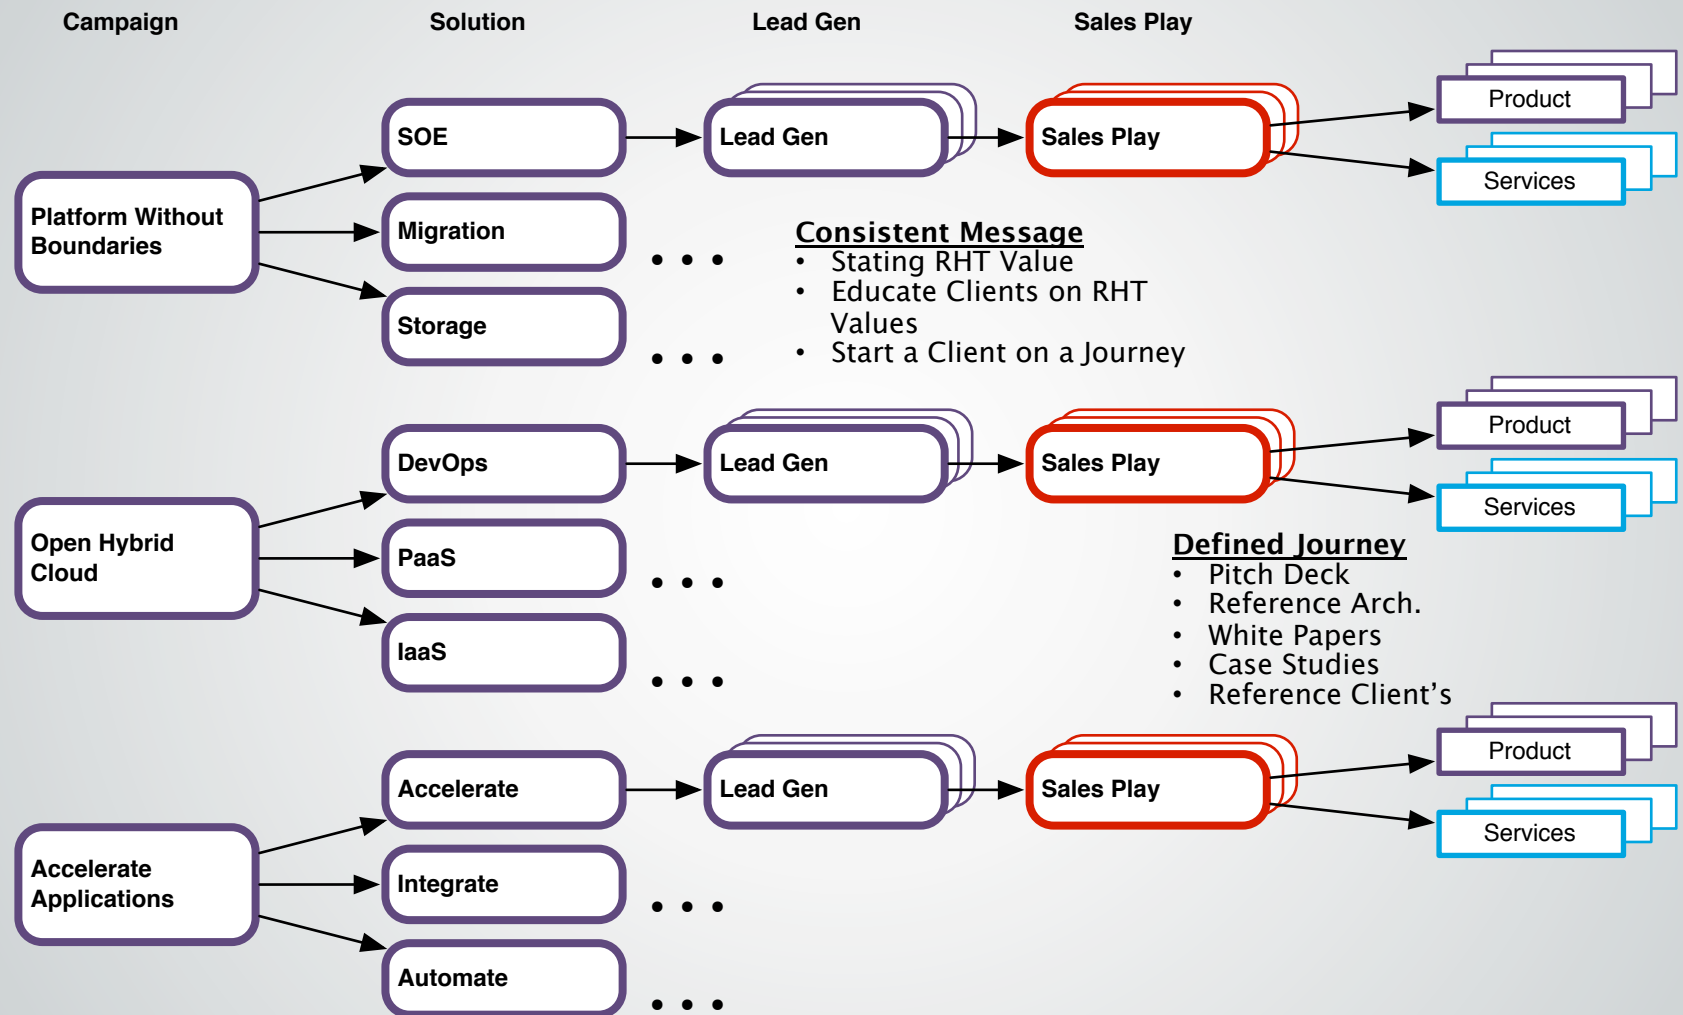 Campaign
Solution
Lead Gen
Sales Play
Platform Without
Boundaries
SOE
Migration
Storage
Lead Gen
Sales Play
Product
Services
• • •
• • •
Consistent Message
• Stating RHT Value
• Educate Clients on RHT
Values
• Start a Client on a Journey
Open Hybrid
Cloud
DevOps
PaaS
IaaS
Lead Gen
Sales Play
Product
Services
• • •
• • •
Defined Journey
• Pitch Deck
• Reference Arch.
• White Papers
• Case Studies
• Reference Client’s
Accelerate
Applications
Accelerate
Integrate
Automate
Lead Gen
Sales Play
Product
Services
• • •
• • •